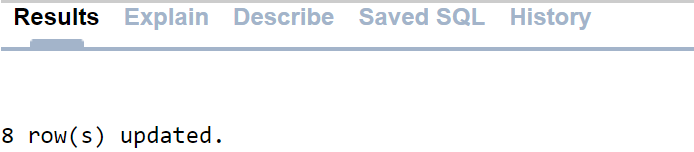 Results Explain Describe Saved SQL History
8 row(s) updated.